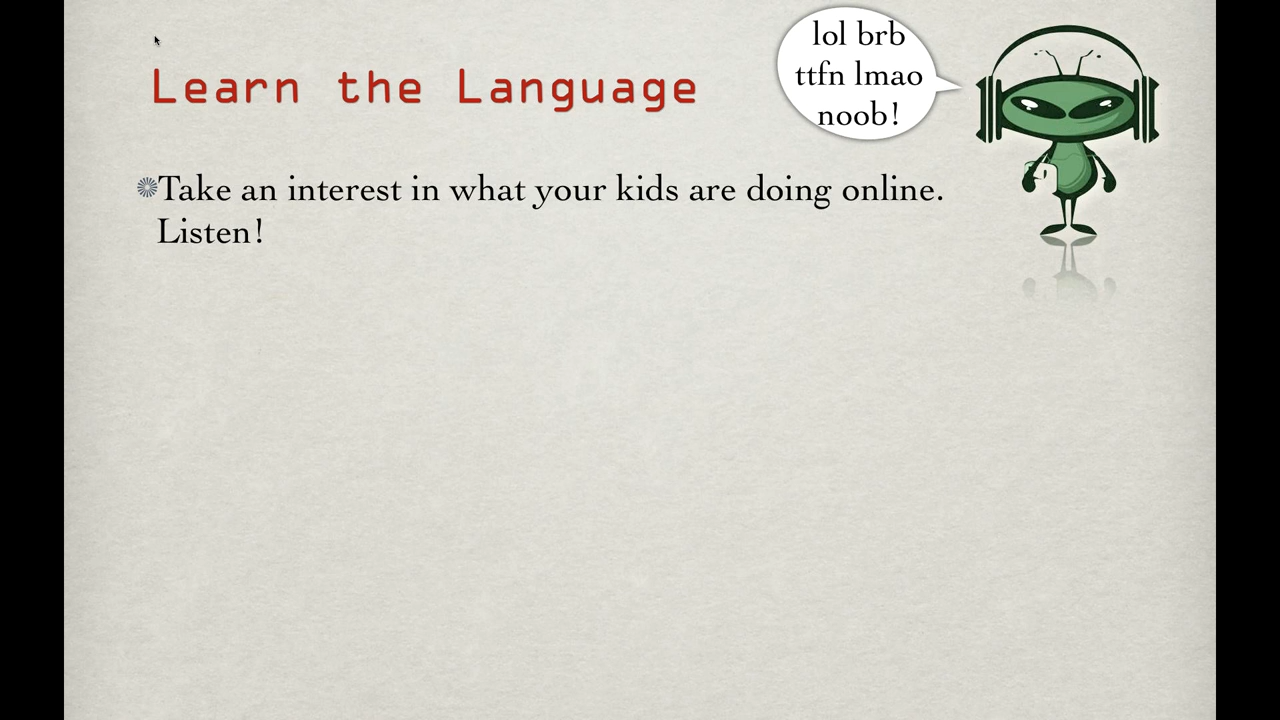 Learn the Language
lol brb
ttfn lmao
noob!
Take an interest in what your kids are doing online.
Listen!